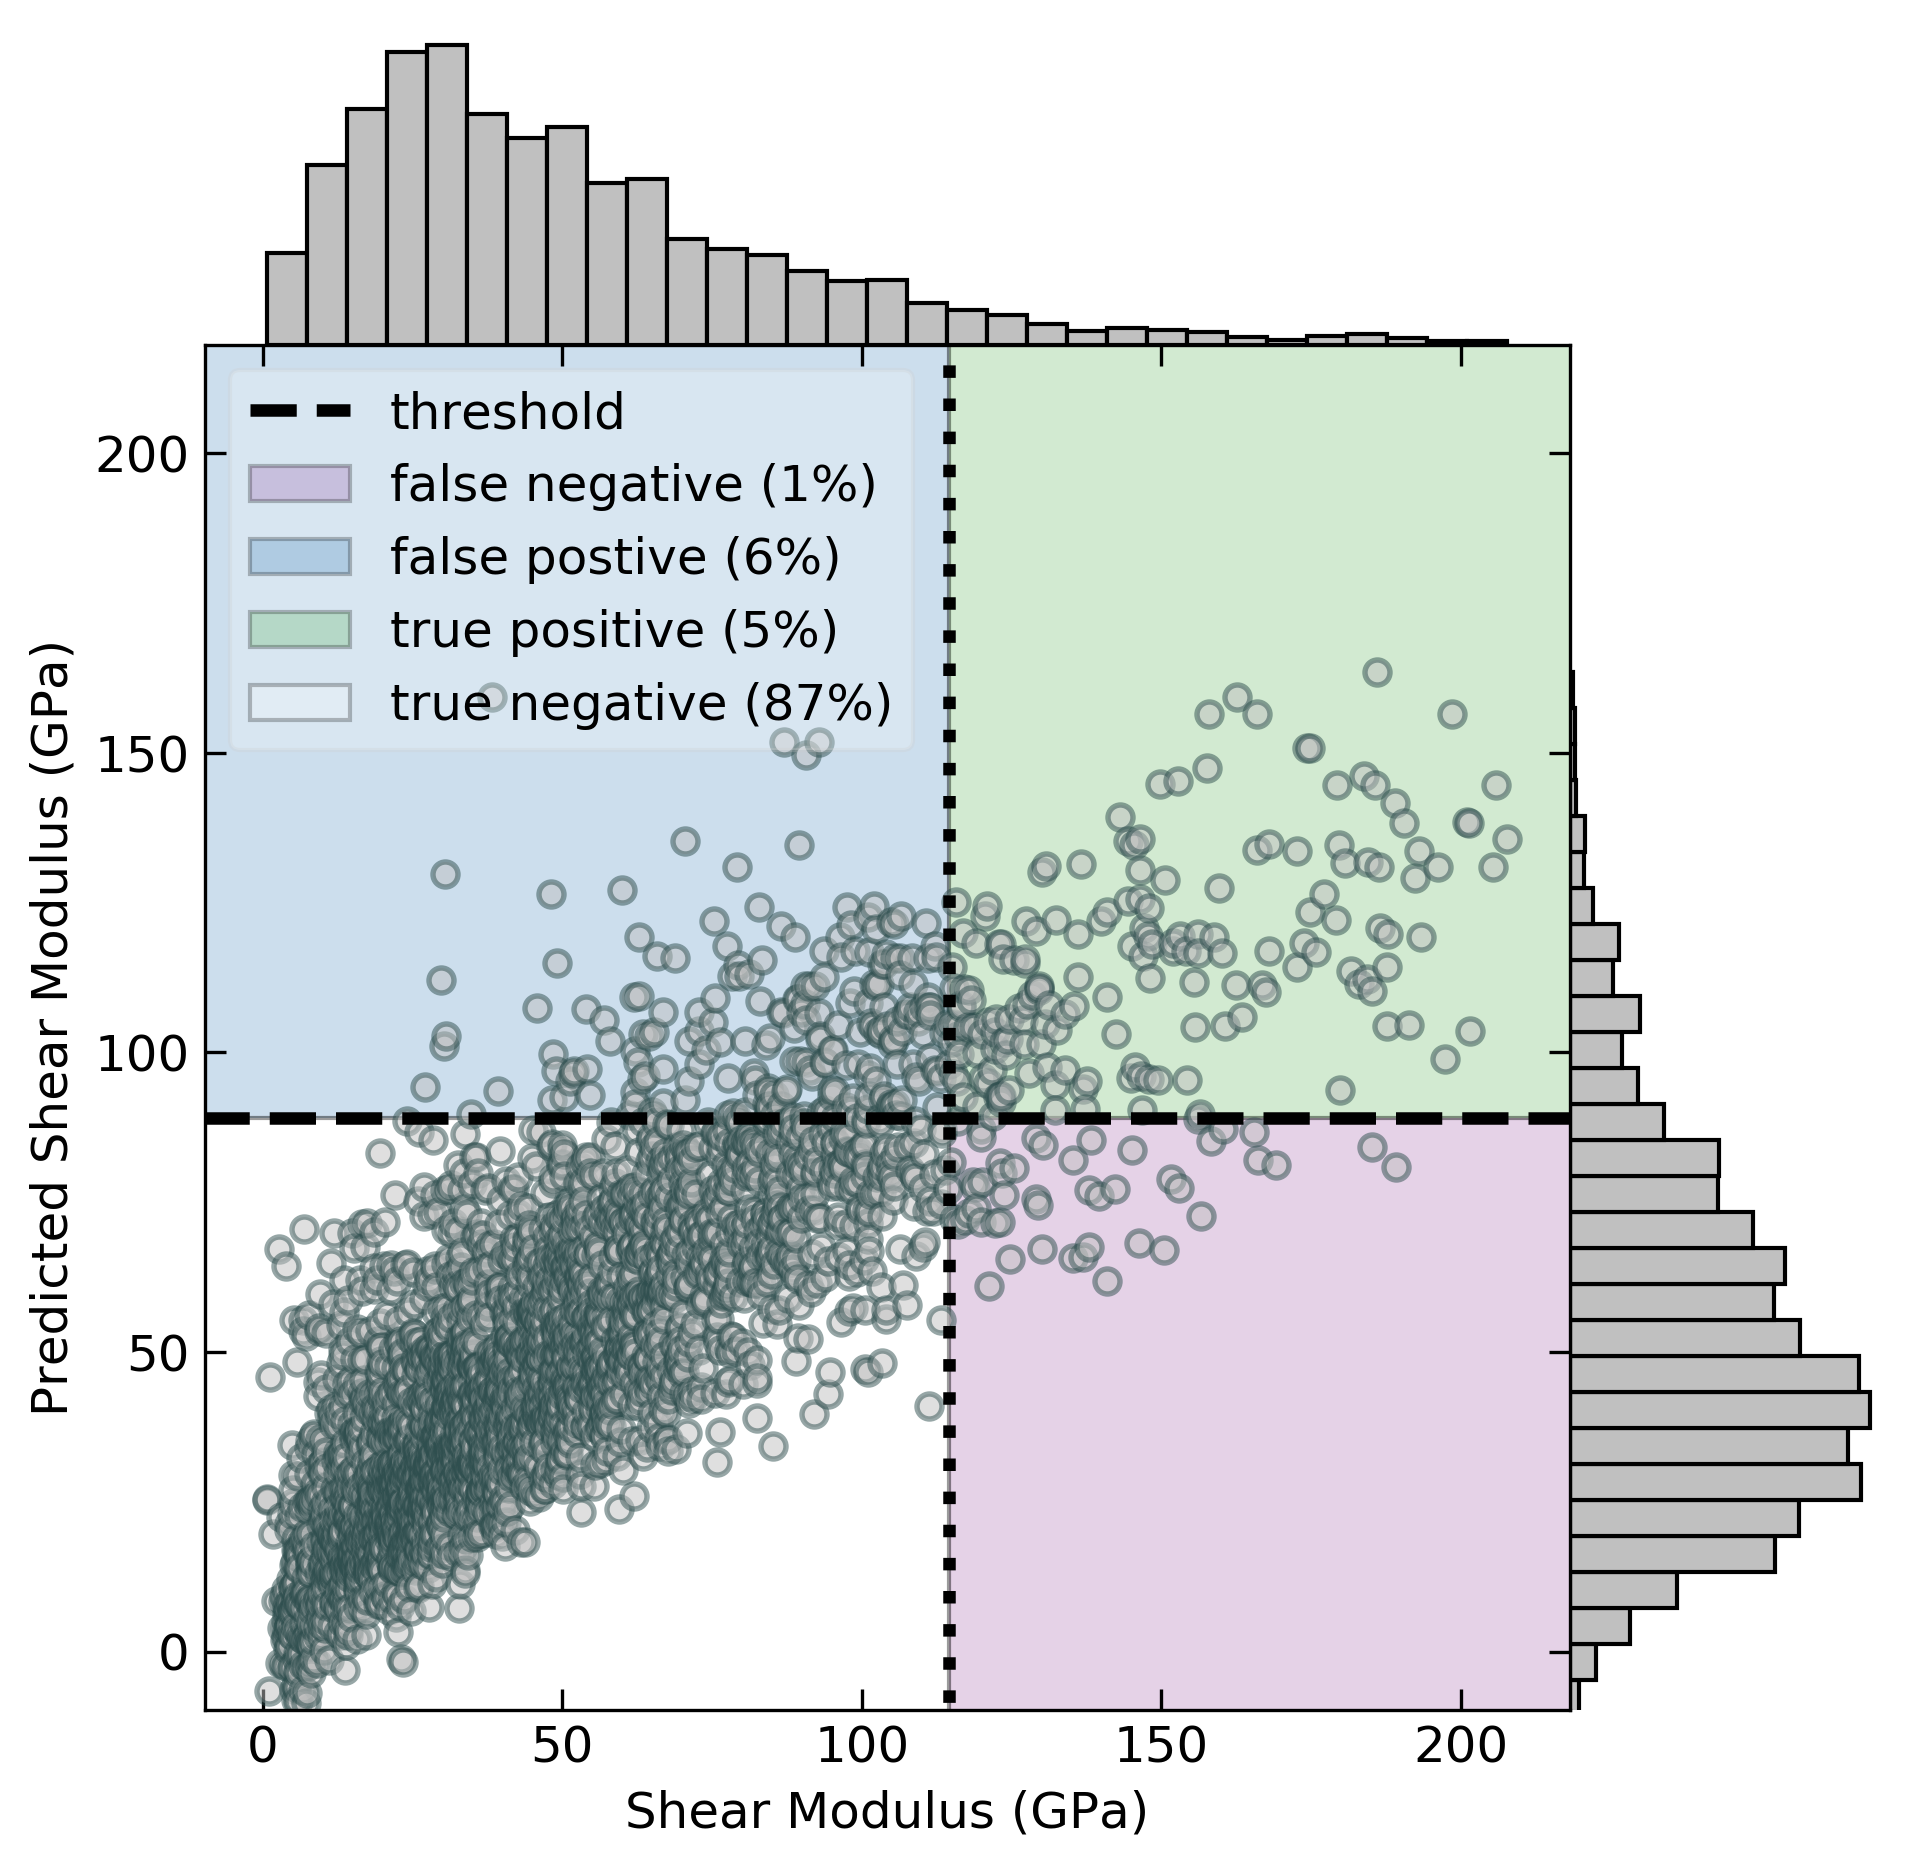 threshold
false negative (1%)
false postive (6%)
true positive (5%)
true negative (87%)
Predicted Shear Modulus (GPa)
200
150
100
50
0
0 50 100 150 200
Shear Modulus (GPa)